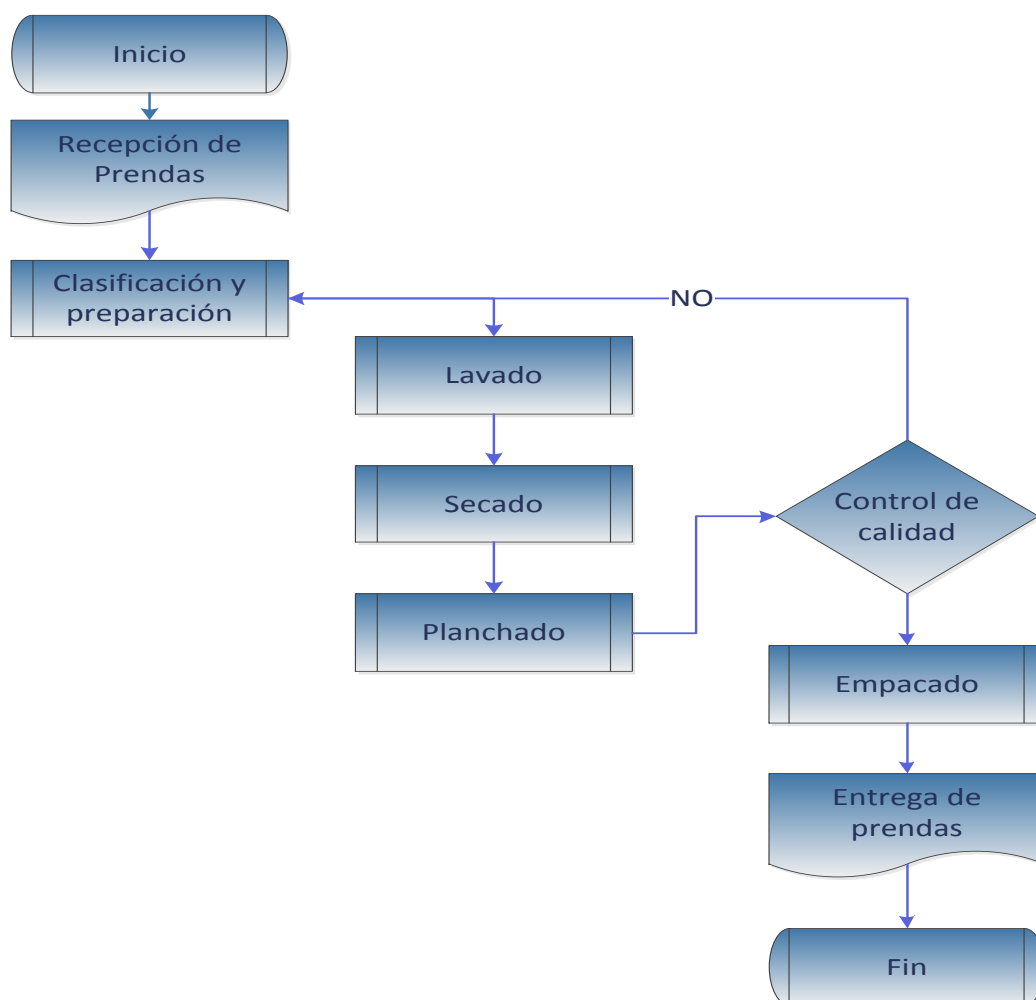 Inicio
Recepción de
Prendas
Clasificación y
preparación
NO
Lavado
Secado
Planchado
Control de
calidad
Empacado
Entrega de
prendas
Fin